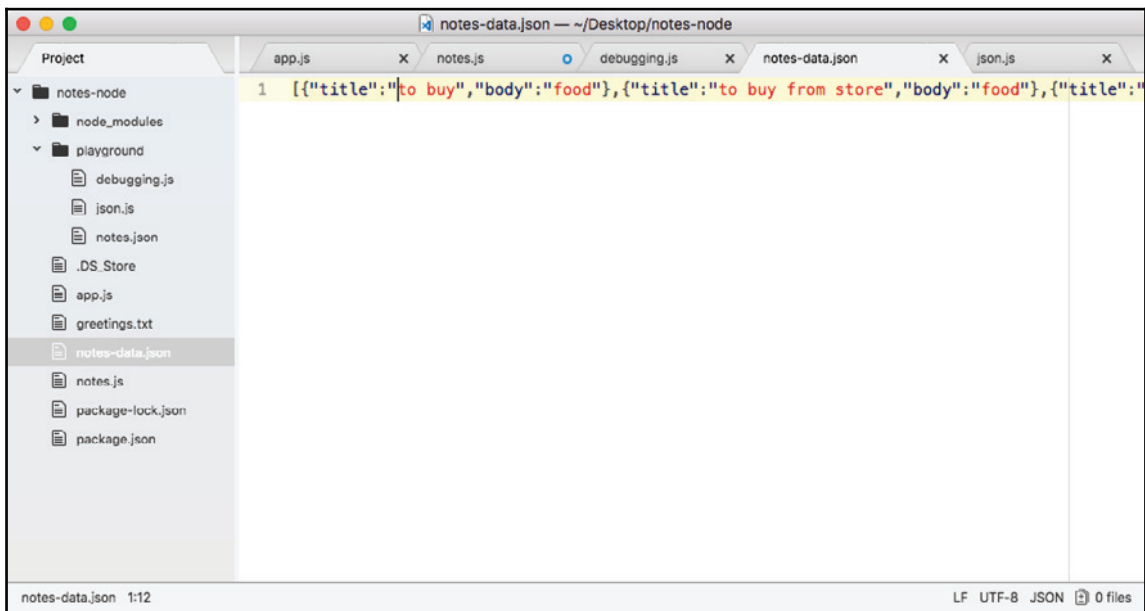 notes-data.json — ~/Desktop/notes-node
Project
app.js x notes.js debugging.js x notes-data.json x json.js x
notes-node
node_modules
playground
debugging.js
json.js
notes.json
.DS_Store
app.js
greetings.txt
notes-data.json
notes.js
package-lock.json
package.json
1 [{"title":"to buy","body":"food"},{"title":"to buy from store","body":"food"},{"title":"
notes-data.json 1:12 LF UTF-8 JSON 0 files